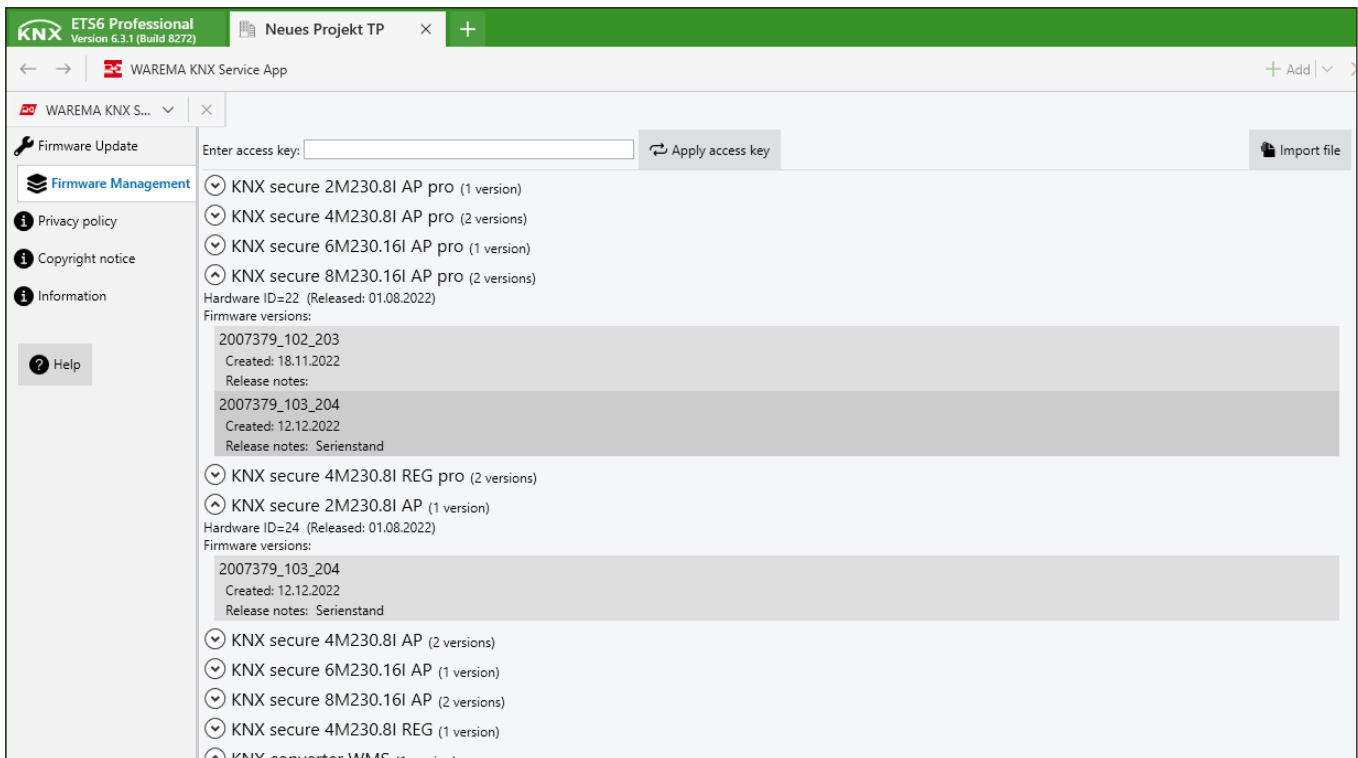 KNX ETS6 Professional
Version 6.3.1 (Build 8272)
Neues Projekt TP
WAREMA KNX Service App
Add
WAREMA KNX S...
Firmware Update
Enter access key:
Apply access key
Import file
Firmware Management
Privacy policy
Copyright notice
Information
Help
KNX secure 2M230.8I AP pro (1 version)
KNX secure 4M230.8I AP pro (2 versions)
KNX secure 6M230.16I AP pro (1 version)
KNX secure 8M230.16I AP pro (2 versions)
Hardware ID=22 (Released: 01.08.2022)
Firmware versions:
2007379_102_203
Created: 18.11.2022
Release notes:
2007379_103_204
Created: 12.12.2022
Release notes: Serienstand
KNX secure 4M230.8I REG pro (2 versions)
KNX secure 2M230.8I AP (1 version)
Hardware ID=24 (Released: 01.08.2022)
Firmware versions:
2007379_103_204
Created: 12.12.2022
Release notes: Serienstand
KNX secure 4M230.8I AP (2 versions)
KNX secure 6M230.16I AP (1 version)
KNX secure 8M230.16I AP (2 versions)
KNX secure 4M230.8I REG (1 version)
KNX converter WMS